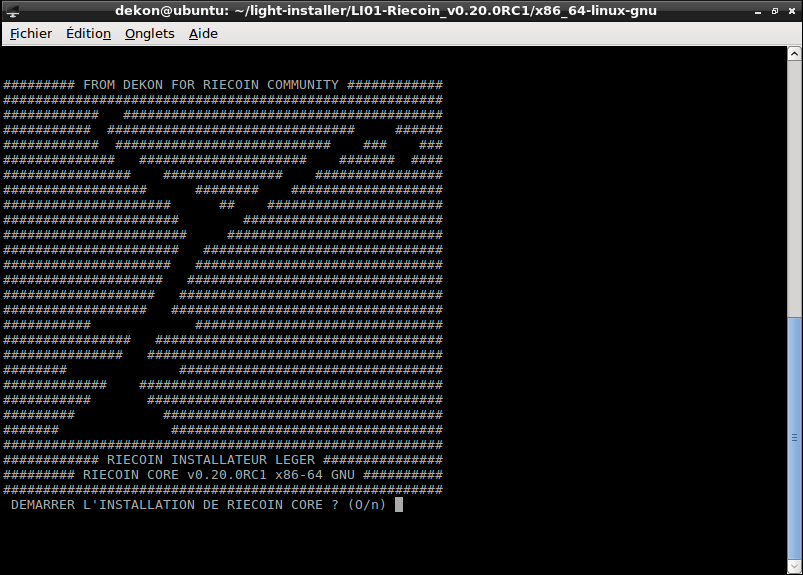 dekon@ubuntu: ~/light-installer/LI01-Riecoin_v0.20.0RC1/x86_64-linux-gnu
Fichier Édition Onglets Aide
######### FROM DEKON FOR RIECOIN COMMUNITY ############
############ RIECOIN INSTALLATEUR LEGER ###############
######### RIECOIN CORE v0.20.0RC1 x86-64 GNU ##########
DEMARRER L'INSTALLATION DE RIECOIN CORE ? (O/n)